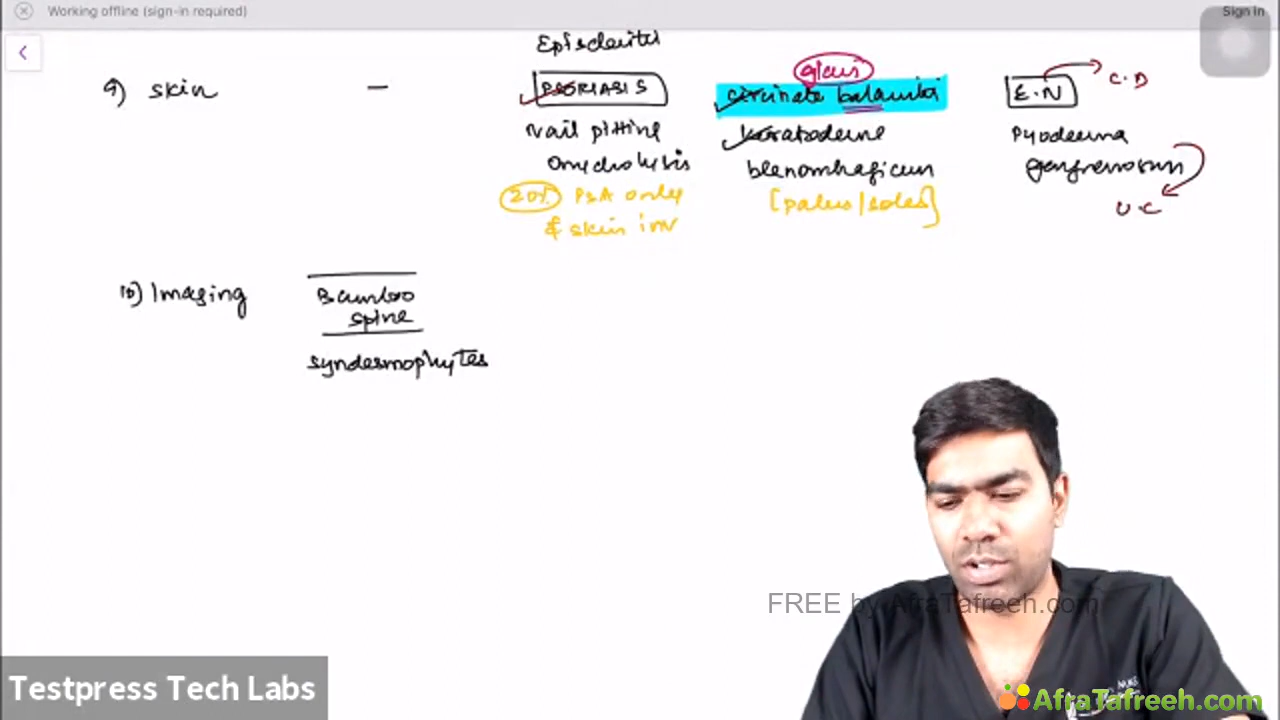 Working offline (sign-in required)
Sign in
Episcleritis
9) Skin — PSORIASIS
glans
circinate balanitis
E.N
C.D
Nail pitting
Keratoderma
Pyoderma
Onycholysis
blenorrhagicum
gangrenosum
20% PsA only
[palms/soles]
U.C
& skin inv
10) Imaging
Bamboo
spine
syndesmophytes
FREE by AfraTafreeh.com
Testpress Tech Labs
AfraTafreeh.com